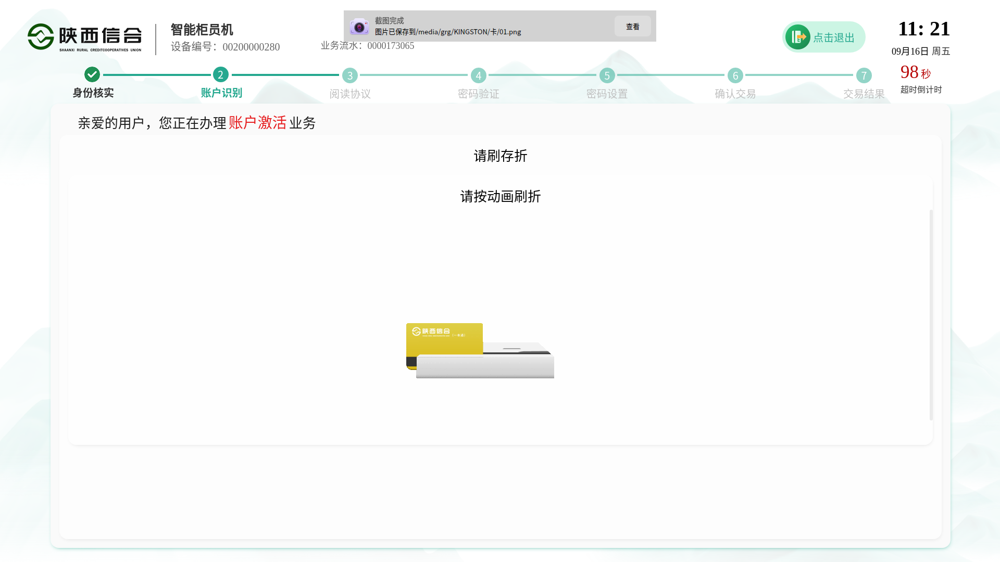 陕西信合
SHAANXI RURAL CREDITCOOPERATIVES UNION
智能柜员机
设备编号：00200000280
业务流水：0000173065
截图完成
图片已保存到/media/grg/KINGSTON/卡/01.png
查看
点击退出
11: 21
09月16日 周五
98 秒
超时倒计时
身份核实
2 账户识别
3 阅读协议
4 密码验证
5 密码设置
6 确认交易
7 交易结果
亲爱的用户，您正在办理 账户激活 业务
请刷存折
请按动画刷折
陕西信合
（一本通）